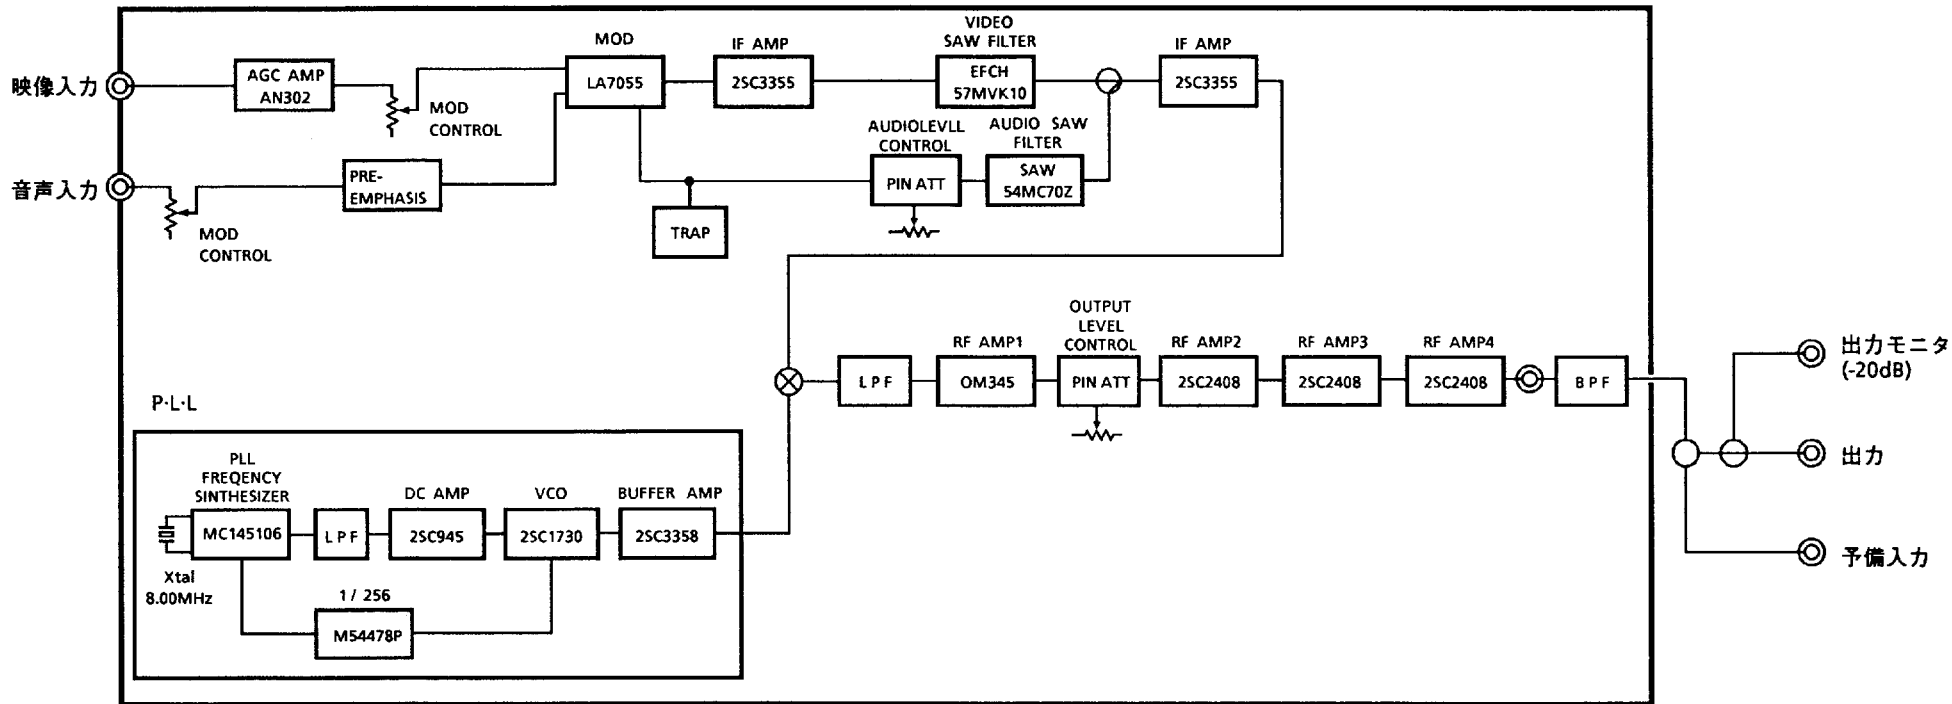 映像入力
AGC AMP
AN302
MOD
CONTROL
MOD
LA7055
IF AMP
2SC3355
VIDEO
SAW FILTER
EFCH
57MVK10
IF AMP
2SC3355
音声入力
MOD
CONTROL
PRE-
EMPHASIS
TRAP
AUDIOLEVLL
CONTROL
PIN ATT
AUDIO SAW
FILTER
SAW
54MC70Z
LPF
RF AMP1
OM345
OUTPUT
LEVEL
CONTROL
PIN ATT
RF AMP2
2SC2408
RF AMP3
2SC2408
RF AMP4
2SC2408
BPF
出力モニタ
(-20dB)
出力
予備入力
P·L·L
PLL
FREQENCY
SINTHESIZER
MC145106
Xtal
8.00MHz
LPF
DC AMP
2SC945
VCO
2SC1730
BUFFER AMP
2SC3358
1 / 256
M54478P